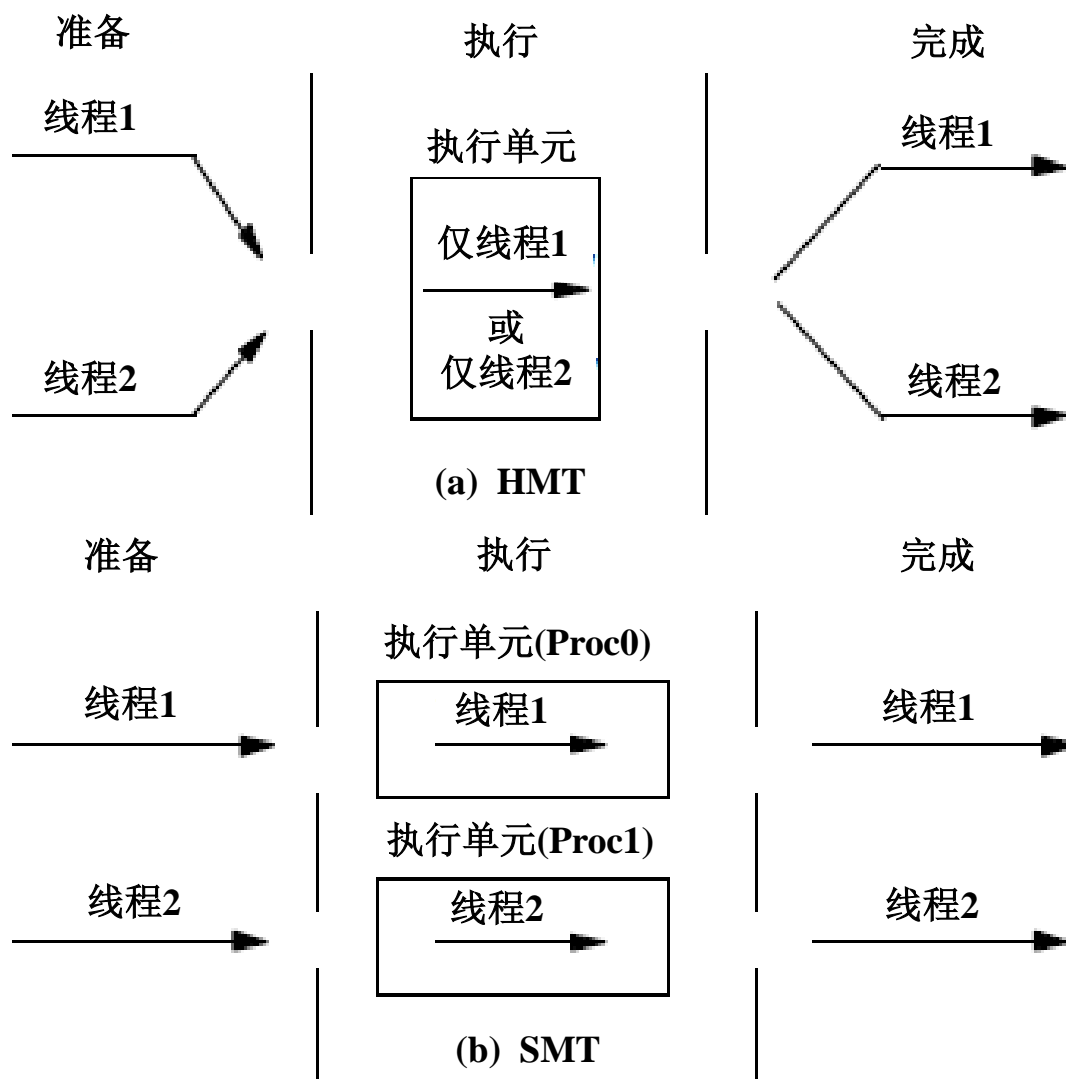 准备 执行 完成
线程1 线程1
执行单元
仅线程1
或
线程2 仅线程2 线程2
(a) HMT
准备 执行 完成
执行单元(Proc0)
线程1 线程1 线程1
执行单元(Proc1)
线程2 线程2 线程2
(b) SMT